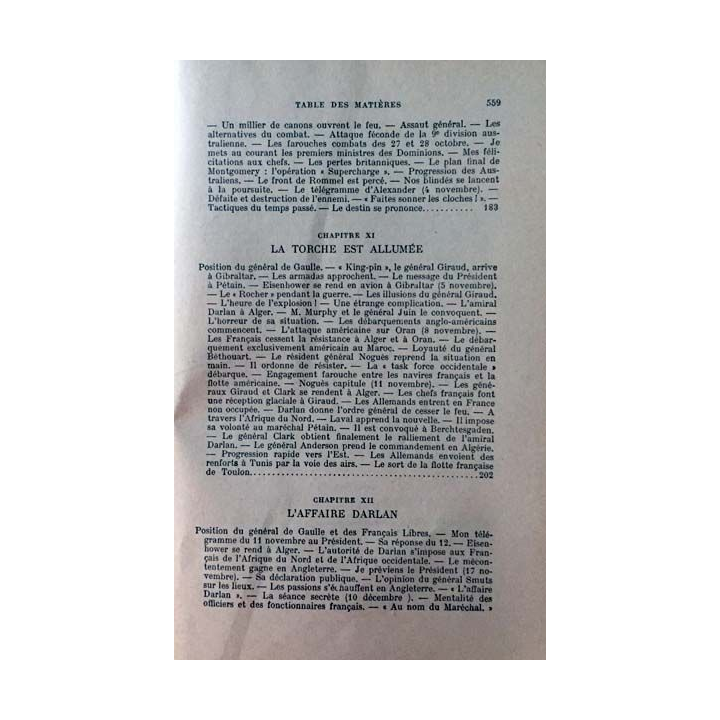 TABLE DES MATIÈRES 559
— Un millier de canons ouvrent le feu. — Assaut général. — Les
alternatives du combat. — Attaque féconde de la 9e division aus-
tralienne. — Les farouches combats des 27 et 28 octobre. — Je
mets au courant les premiers ministres des Dominions. — Mes féli-
citations aux chefs. — Les pertes britanniques. — Le plan final de
Montgomery : l'opération « Supercharge ». — Progression des Aus-
traliens. — Le front de Rommel est percé. — Nos blindés se lancent
à la poursuite. — Le télégramme d'Alexander (4 novembre). —
Défaite et destruction de l'ennemi. — « Faites sonner les cloches ! ». —
Tactiques du temps passé. — Le destin se prononce........... 183
CHAPITRE XI
LA TORCHE EST ALLUMÉE
Position du général de Gaulle. — « King-pin », le général Giraud, arrive
à Gibraltar. — Les armadas approchent. — Le message du Président
à Pétain. — Eisenhower se rend en avion à Gibraltar (5 novembre).
— Le « Rocher » pendant la guerre. — Les illusions du général Giraud.
— L'heure de l'explosion ! — Une étrange complication. — L'amiral
Darlan à Alger. — M. Murphy et le général Juin le convoquent. —
L'horreur de sa situation. — Les débarquements anglo-américains
commencent. — L'attaque américaine sur Oran (8 novembre). —
Les Français cessent la résistance à Alger et à Oran. — Le débar-
quement exclusivement américain au Maroc. — Loyauté du général
Béthouart. — Le résident général Noguès reprend la situation en
main. — Il ordonne de résister. — La « task force occidentale »
débarque. — Engagement farouche entre les navires français et la
flotte américaine. — Noguès capitule (11 novembre). — Les géné-
raux Giraud et Clark se rendent à Alger. — Les chefs français font
une réception glaciale à Giraud. — Les Allemands entrent en France
non occupée. — Darlan donne l'ordre général de cesser le feu. — A
travers l'Afrique du Nord. — Laval apprend la nouvelle. — Il impose
sa volonté au maréchal Pétain. — Il est convoqué à Berchtesgaden.
— Le général Clark obtient finalement le ralliement de l'amiral
Darlan. — Le général Anderson prend le commandement en Algérie.
— Progression rapide vers l'Est. — Les Allemands envoient des
renforts à Tunis par la voie des airs. — Le sort de la flotte française
de Toulon.................................................202
CHAPITRE XII
L'AFFAIRE DARLAN
Position du général de Gaulle et des Français Libres. — Mon télé-
gramme du 11 novembre au Président. — Sa réponse du 12. — Eisen-
hower se rend à Alger. — L'autorité de Darlan s'impose aux Fran-
çais de l'Afrique du Nord et de l'Afrique occidentale. — Le mécon-
tentement gagne en Angleterre. — Je préviens le Président (17 no-
vembre). — Sa déclaration publique. — L'opinion du général Smuts
sur les lieux. — Les passions s'échauffent en Angleterre. — « L'affaire
Darlan ». — La séance secrète (10 décembre ). — Mentalité des
officiers et des fonctionnaires français. — « Au nom du Maréchal. »